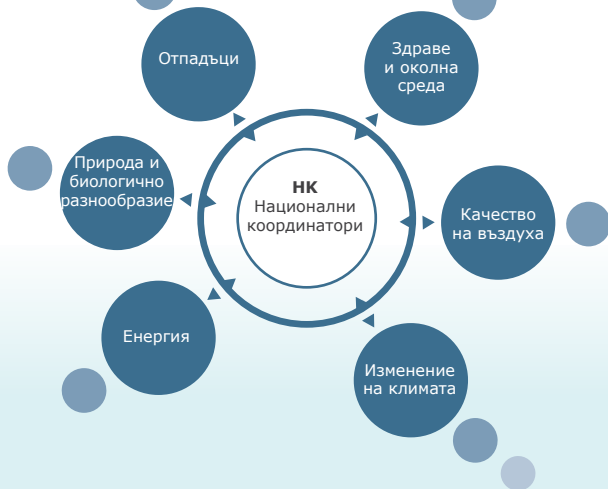 Отпадъци
Здраве
и околна
среда
Природа и
биологично
разнообразие
НК
Национални
координатори
Качество
на въздуха
Енергия
Изменение
на климата